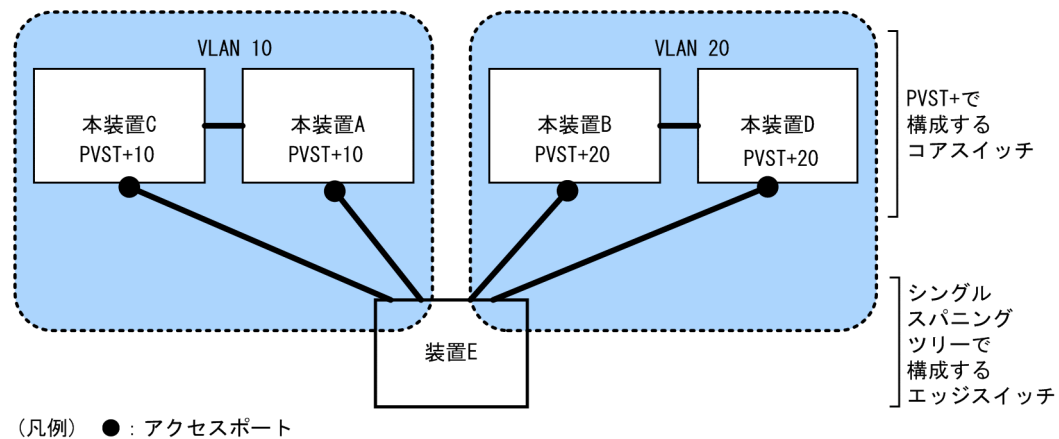 VLAN 10
VLAN 20
本装置C
PVST+10
本装置A
PVST+10
本装置B
PVST+20
本装置D
PVST+20
PVST+で
構成する
コアスイッチ
装置E
シングル
スパニング
ツリーで
構成する
エッジスイッチ
(凡例) ●:アクセスポート